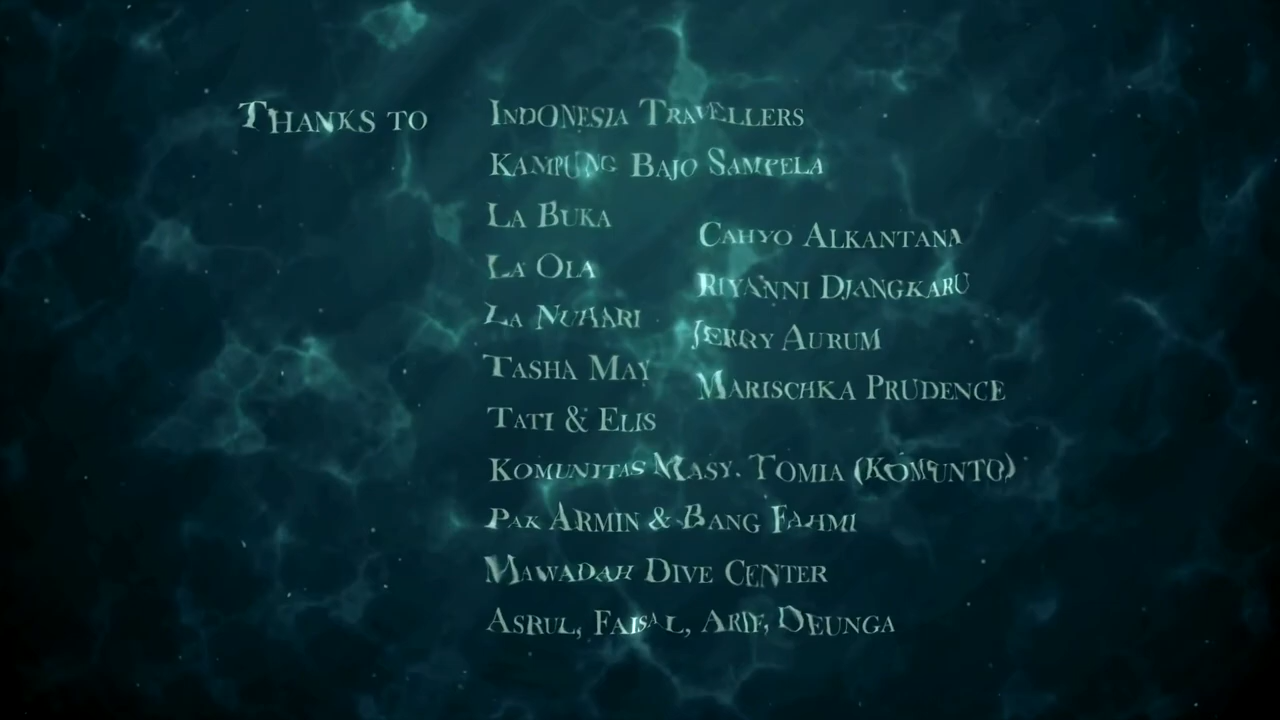 Thanks to
Indonesia Travellers
Kampung Bajo Sampela
La Buka
Cahyo Alkantana
La Ola
Riyanni Djangkaru
La Nuhari
Jerry Aurum
Tasha May
Marischka Prudence
Tati & Elis
Komunitas Masy. Tomia (Komunto)
Pak Armin & Bang Fahmi
Mawadah Dive Center
Asrul, Faisal, Arif, Deunga